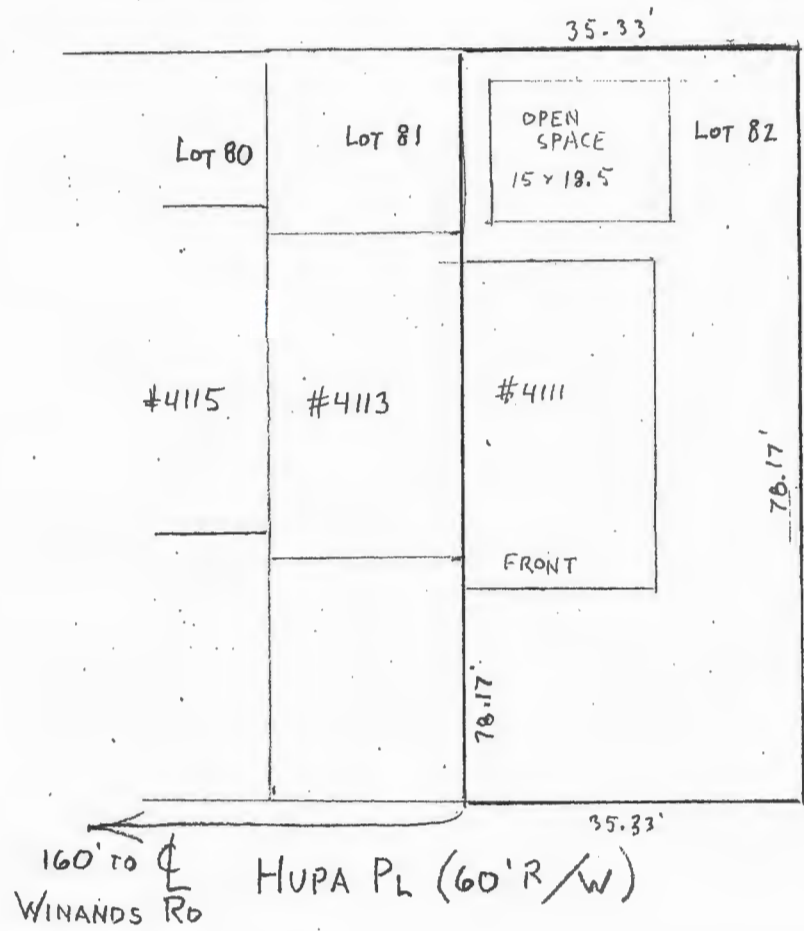 35.33'
LOT 80
LOT 81
OPEN
SPACE
15 x 18.5
LOT 82
#4115
#4113
#4111
78.17'
FRONT
78.17'
35.33'
160' TO ℄
WINANDS RD
HUPA PL (60' R/W)